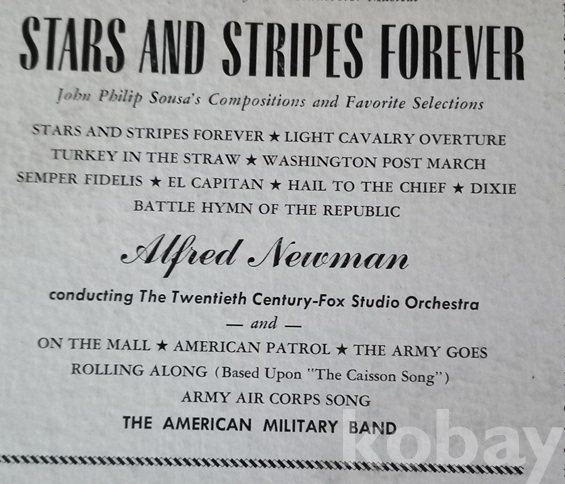 STARS AND STRIPES FOREVER
John Philip Sousa's Compositions and Favorite Selections
STARS AND STRIPES FOREVER ★ LIGHT CAVALRY OVERTURE
TURKEY IN THE STRAW ★ WASHINGTON POST MARCH
SEMPER FIDELIS ★ EL CAPITAN ★ HAIL TO THE CHIEF ★ DIXIE
BATTLE HYMN OF THE REPUBLIC
Alfred Newman
conducting The Twentieth Century-Fox Studio Orchestra
— and —
ON THE MALL ★ AMERICAN PATROL ★ THE ARMY GOES
ROLLING ALONG (Based Upon "The Caisson Song")
ARMY AIR CORPS SONG
THE AMERICAN MILITARY BAND
kobay